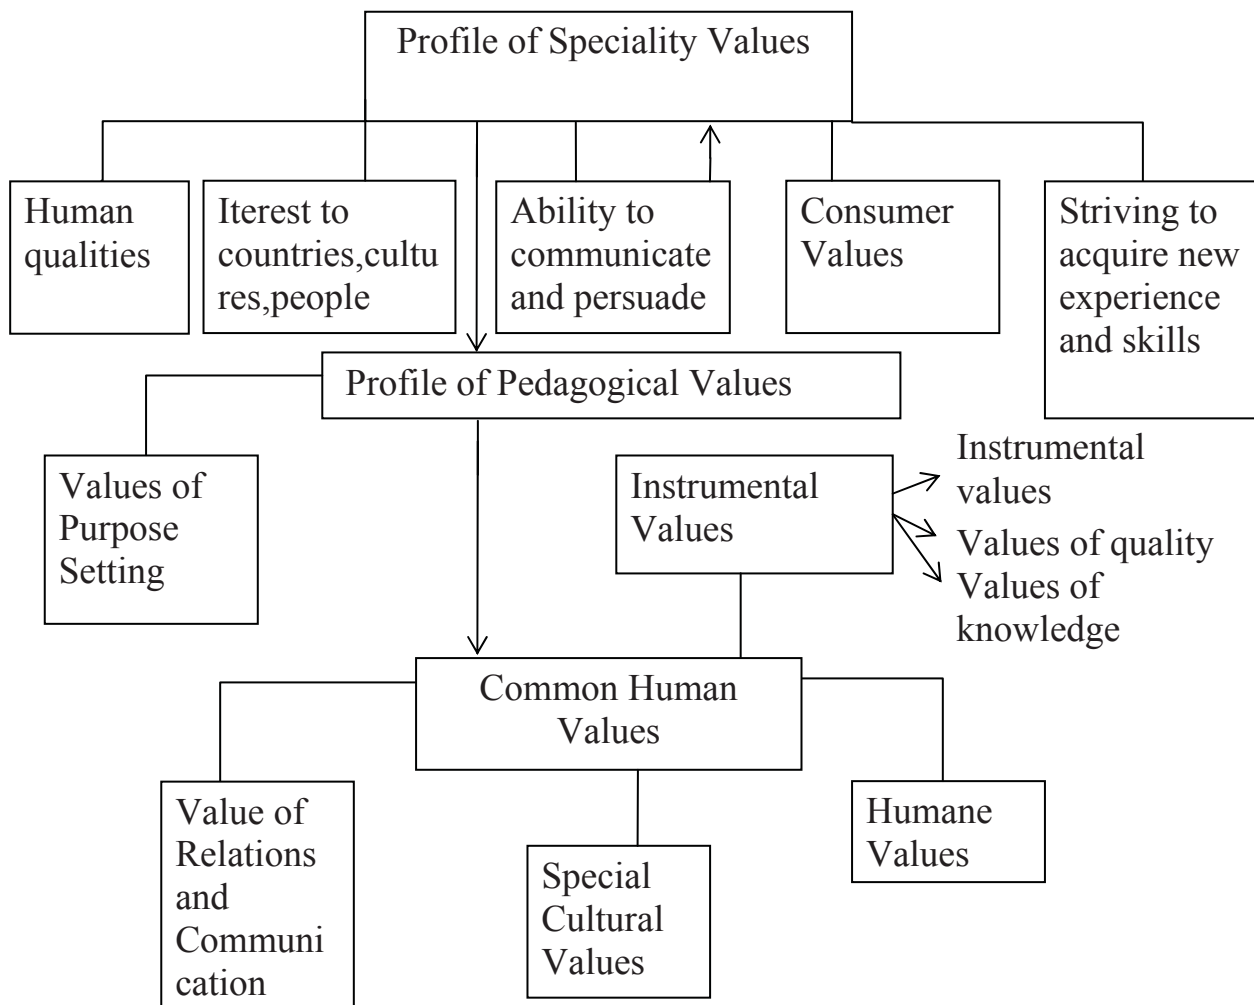 Profile of Speciality Values
Human
qualities
Iterest to
countries,cultu
res,people
Ability to
communicate
and persuade
Consumer
Values
Striving to
acquire new
experience
and skills
Profile of Pedagogical Values
Values of
Purpose
Setting
Instrumental
Values
Instrumental
values
Values of quality
Values of
knowledge
Common Human
Values
Value of
Relations
and
Communi
cation
Special
Cultural
Values
Humane
Values